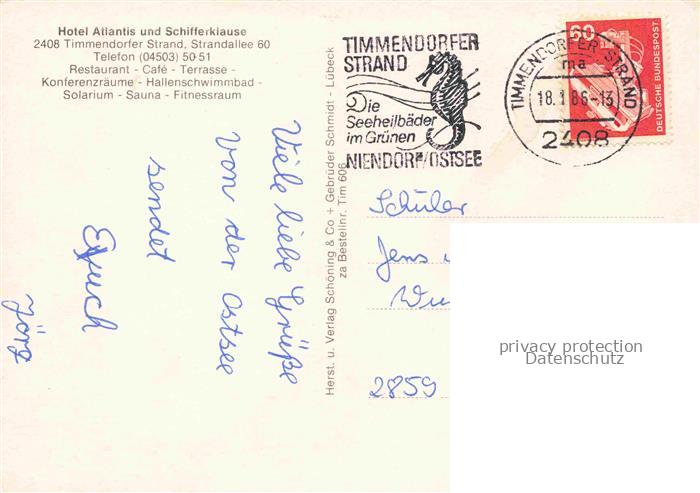 Hotel Atlantis und Schifferklause
2408 Timmendorfer Strand, Strandallee 60
Telefon (04503) 50 51
Restaurant - Café - Terrasse -
Konferenzräume - Hallenschwimmbad -
Solarium - Sauna - Fitnessraum
Viele liebe Grüße
von der Ostsee
sendet
Euch
Jörg
Herst. u. Verlag Schöning & Co + Gebrüder Schmidt - Lübeck
za Bestellnr. Tim 606
TIMMENDORFER
STRAND
Die
Seeheilbäder
im Grünen
NIENDORF/OSTSEE
TIMMENDORFER STRAND
ma
18.1.86-13
2408
60
DEUTSCHE BUNDESPOST
Schüler
Jens
Wu
2859
privacy protection
Datenschutz